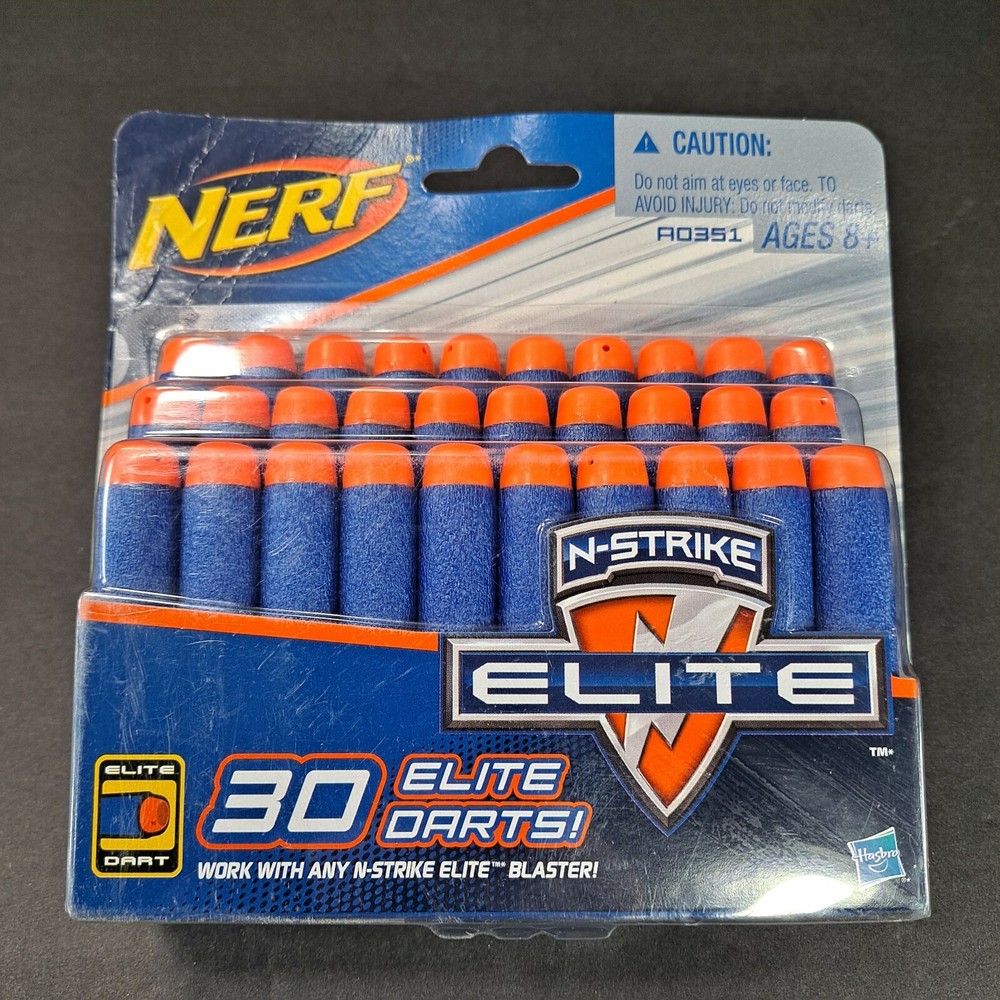 NERF
CAUTION:
Do not aim at eyes or face. TO
AVOID INJURY: Do not modify darts
A0351 AGES 8+
N-STRIKE
ELITE
TM*
ELITE
DART
30 ELITE
DARTS!
WORK WITH ANY N-STRIKE ELITE™* BLASTER!
Hasbro